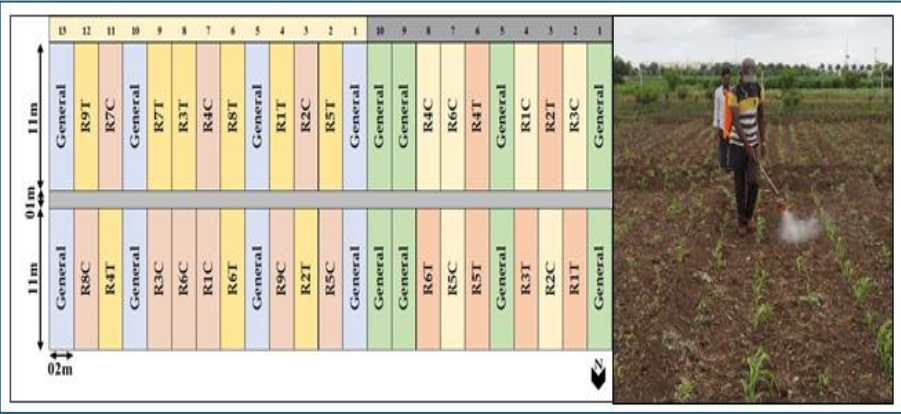 13 12 11 10 9 8 7 6 5 4 3 2 1 10 9 8 7 6 5 4 3 2 1
11m
General R9T R7C General R7T R3T R4C R8T General R1T R2C R5T General General General R4C R6C R4T General R1C R2T R3C General
01m
11m
General R8C R4T General R3C R6C R1C R6T General R9C R2T R5C General General General R6T R5C R5T General R3T R2C R1T General
02m
N